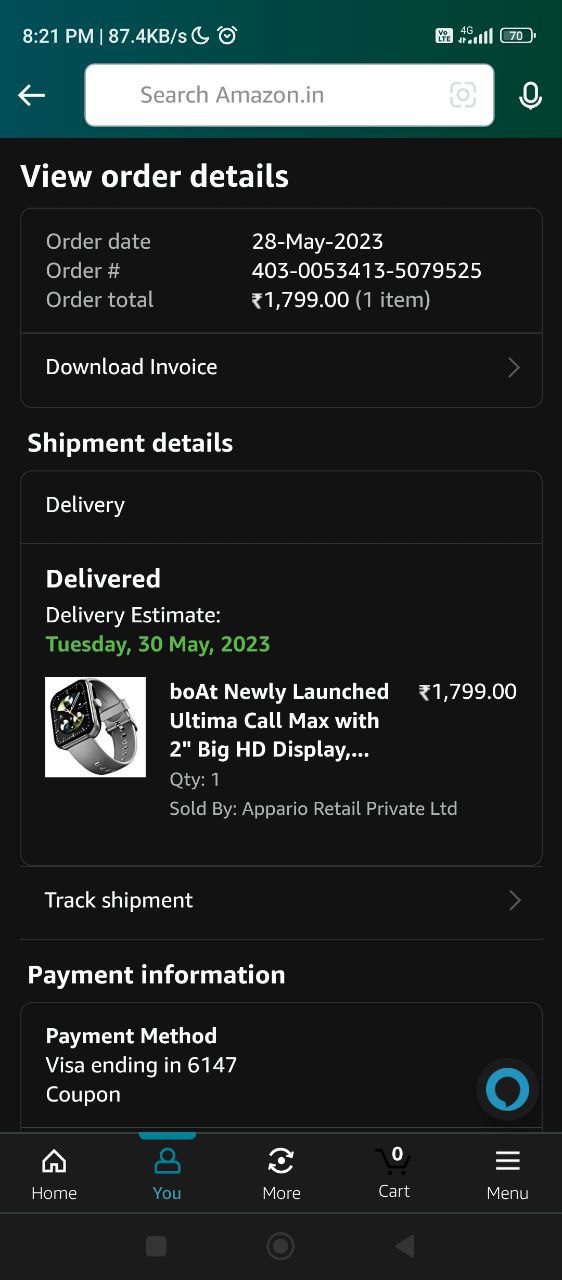 8:21 PM | 87.4KB/s
Vo LTE 4G 70
Search Amazon.in
View order details
Order date 28-May-2023
Order # 403-0053413-5079525
Order total ₹1,799.00 (1 item)
Download Invoice
Shipment details
Delivery
Delivered
Delivery Estimate:
Tuesday, 30 May, 2023
boAt Newly Launched ₹1,799.00
Ultima Call Max with
2" Big HD Display,...
Qty: 1
Sold By: Appario Retail Private Ltd
Track shipment
Payment information
Payment Method
Visa ending in 6147
Coupon
0
Home You More Cart Menu